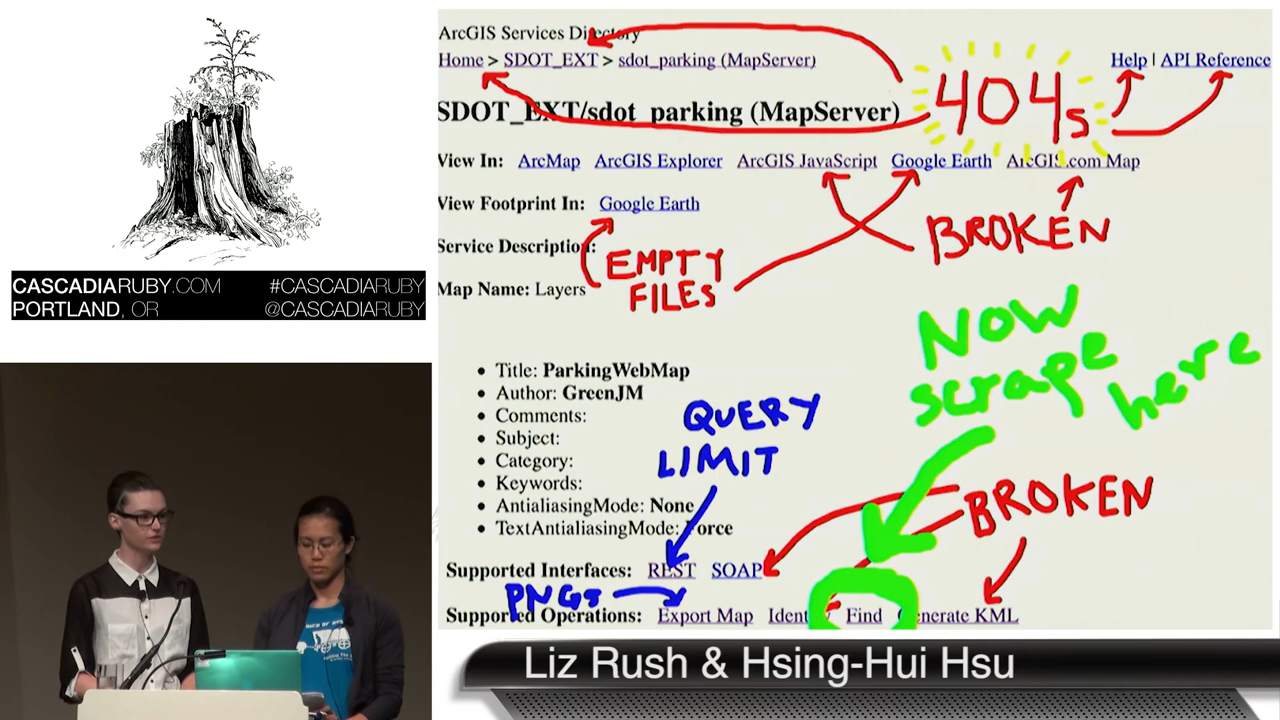 ArcGIS Services Directory
Home > SDOT_EXT > sdot_parking (MapServer)
Help | API Reference
404s
SDOT_EXT/sdot_parking (MapServer)
View In: ArcMap ArcGIS Explorer ArcGIS JavaScript Google Earth ArcGIS.com Map
View Footprint In: Google Earth
BROKEN
Service Description:
EMPTY
FILES
Map Name: Layers
CASCADIARUBY.COM #CASCADIARUBY
PORTLAND, OR @CASCADIARUBY
Now
scrape
here
Title: ParkingWebMap
Author: GreenJM
Comments:
Subject:
Category:
Keywords:
AntialiasingMode: None
TextAntialiasingMode: Force
QUERY
LIMIT
BROKEN
Supported Interfaces: REST SOAP
PNGs
Supported Operations: Export Map Identify Find Generate KML
Liz Rush & Hsing-Hui Hsu